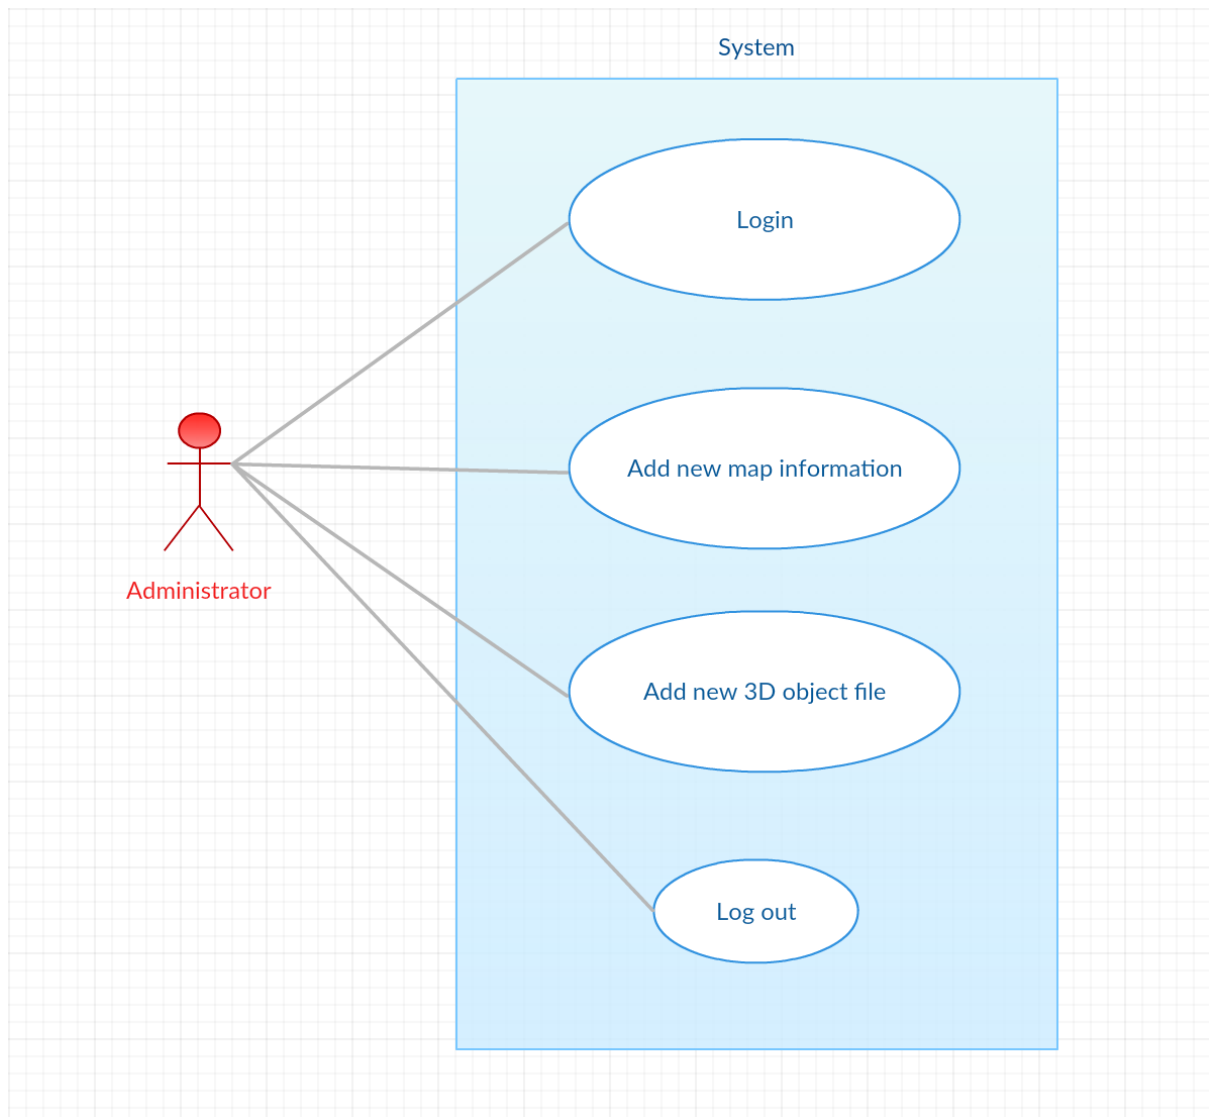 System
Login
Add new map information
Administrator
Add new 3D object file
Log out